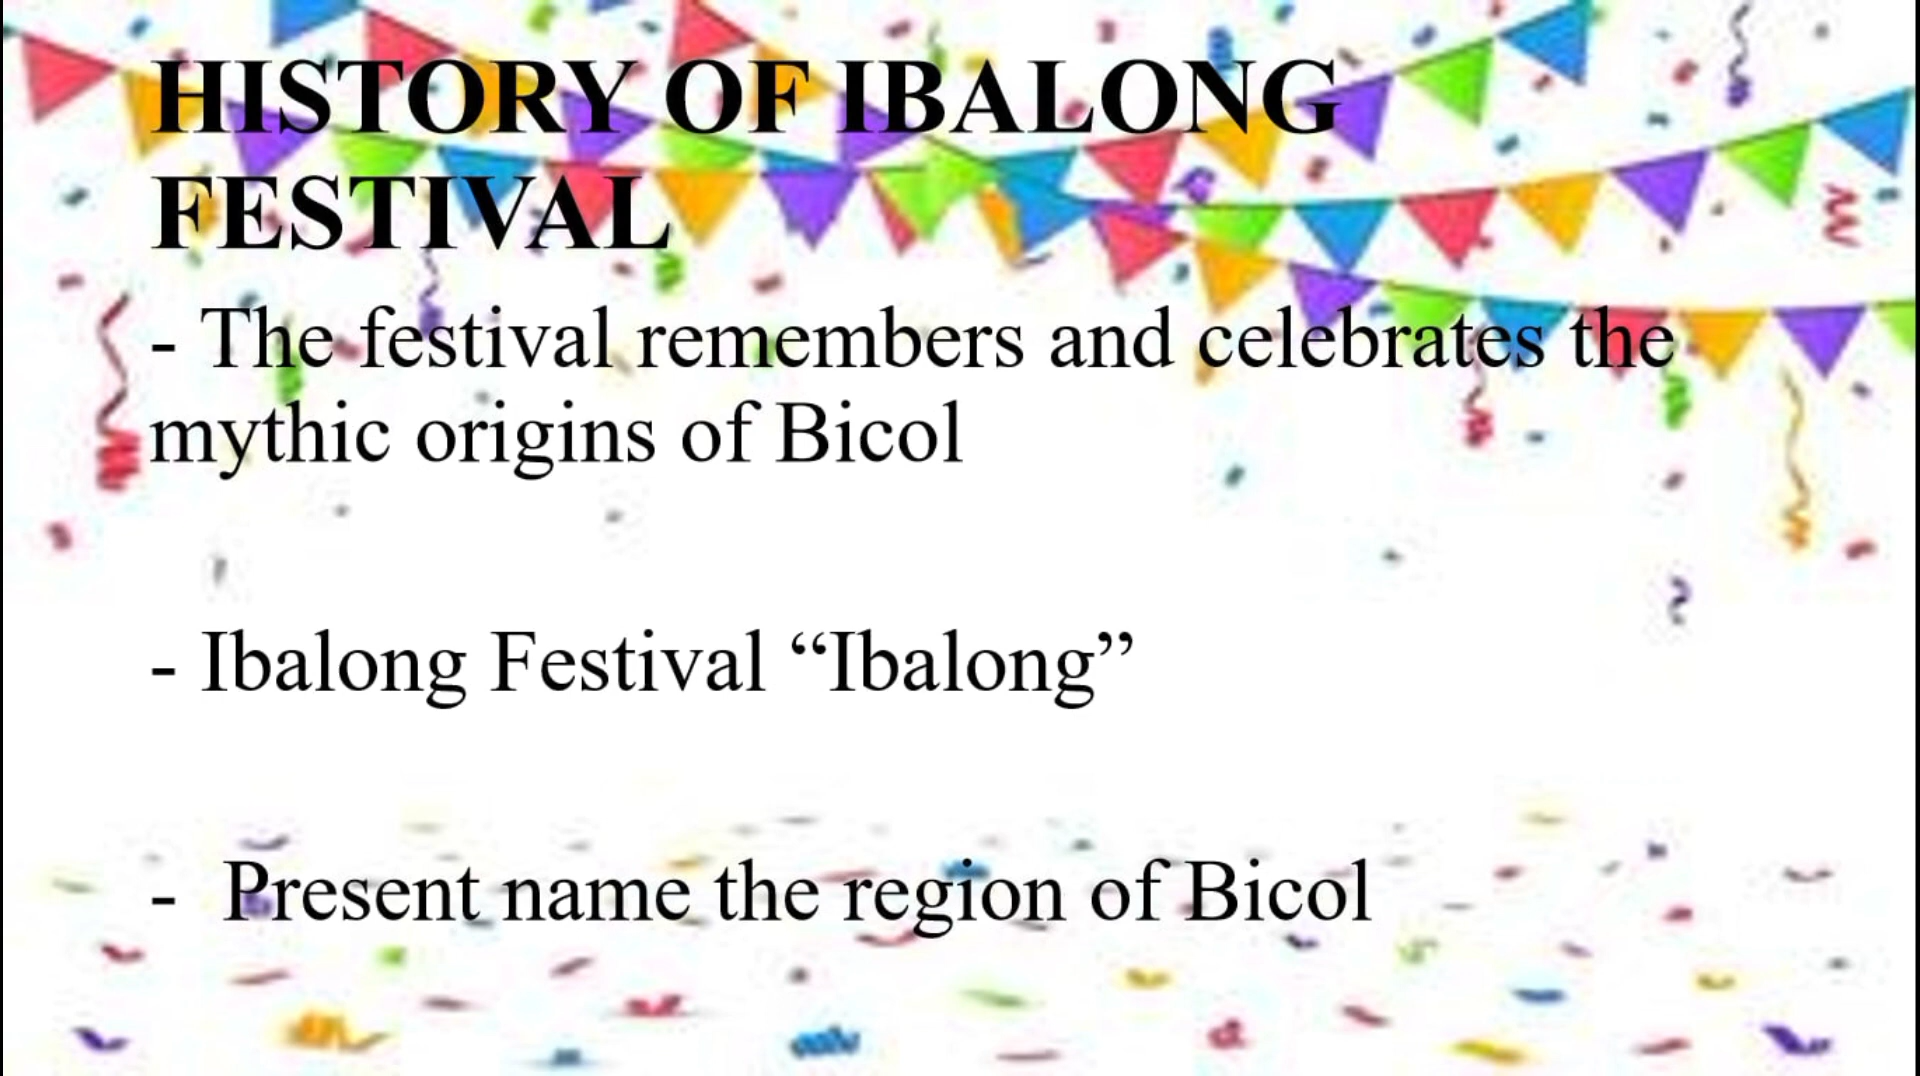 HISTORY OF IBALONG
FESTIVAL
- The festival remembers and celebrates the
mythic origins of Bicol
- Ibalong Festival “Ibalong”
- Present name the region of Bicol